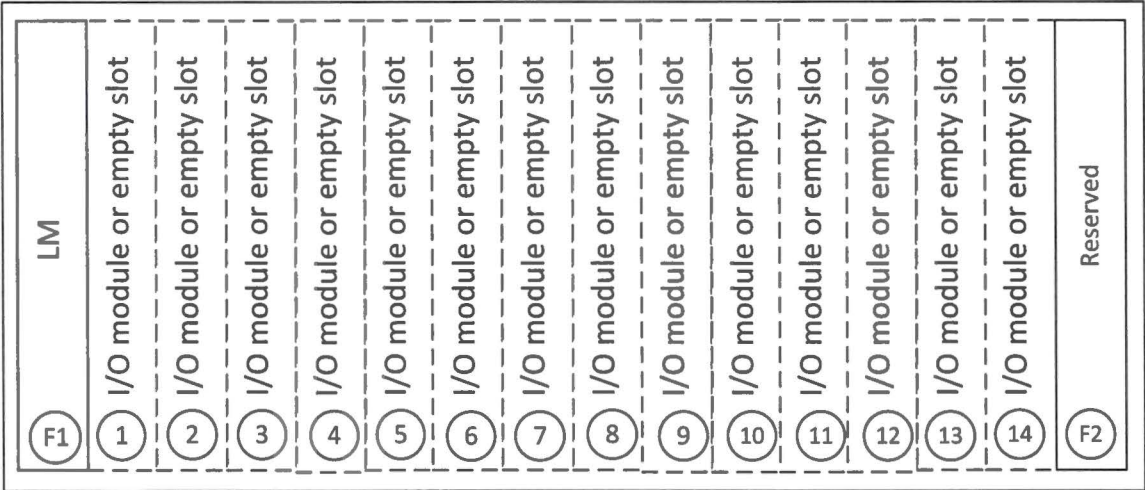 LM
I/O module or empty slot
I/O module or empty slot
I/O module or empty slot
I/O module or empty slot
I/O module or empty slot
I/O module or empty slot
I/O module or empty slot
I/O module or empty slot
I/O module or empty slot
I/O module or empty slot
I/O module or empty slot
I/O module or empty slot
I/O module or empty slot
I/O module or empty slot
Reserved
F1 1 2 3 4 5 6 7 8 9 10 11 12 13 14 F2